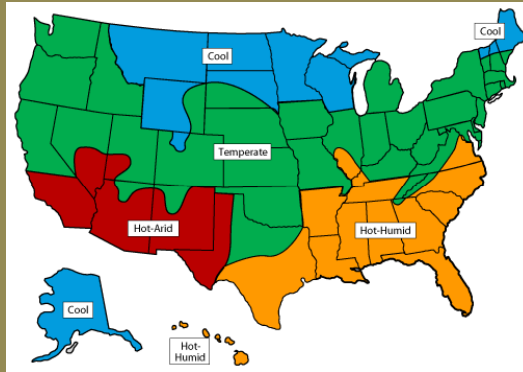 Cool
Cool
Temperate
Hot-Arid
Hot-Humid
Cool
Hot-
Humid